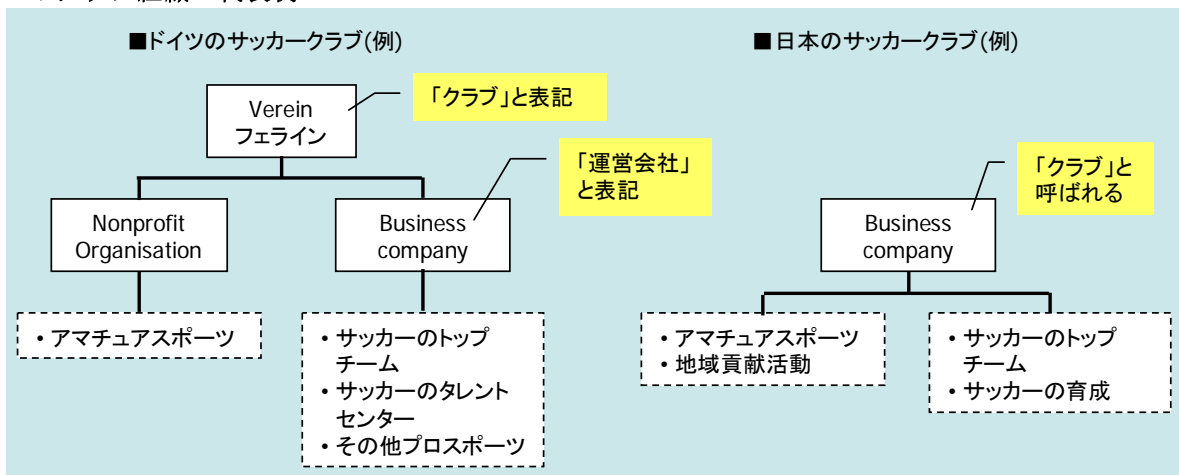 ■ドイツのサッカークラブ(例)
Verein
フェライン
「クラブ」と表記
「運営会社」
と表記
Nonprofit
Organisation
Business
company
・アマチュアスポーツ
・サッカーのトップ
チーム
・サッカーのタレント
センター
・その他プロスポーツ
■日本のサッカークラブ(例)
「クラブ」と
呼ばれる
Business
company
・アマチュアスポーツ
・地域貢献活動
・サッカーのトップ
チーム
・サッカーの育成